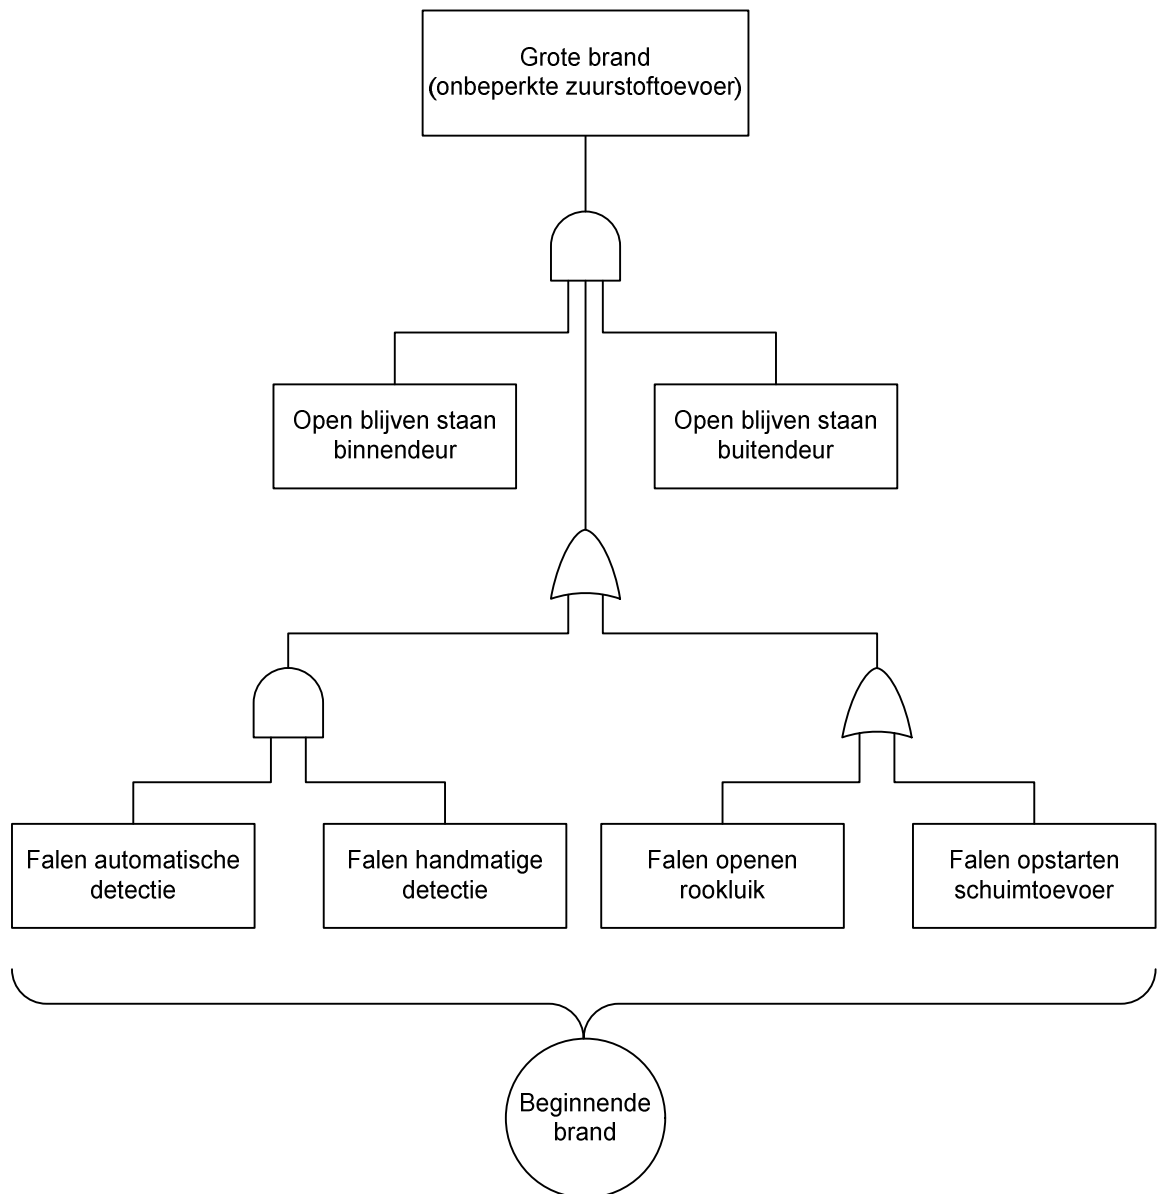 Grote brand
(onbeperkte zuurstoftoevoer)
Open blijven staan
binnendeur
Open blijven staan
buitendeur
Falen automatische
detectie
Falen handmatige
detectie
Falen openen
rookluik
Falen opstarten
schuimtoevoer
Beginnende
brand